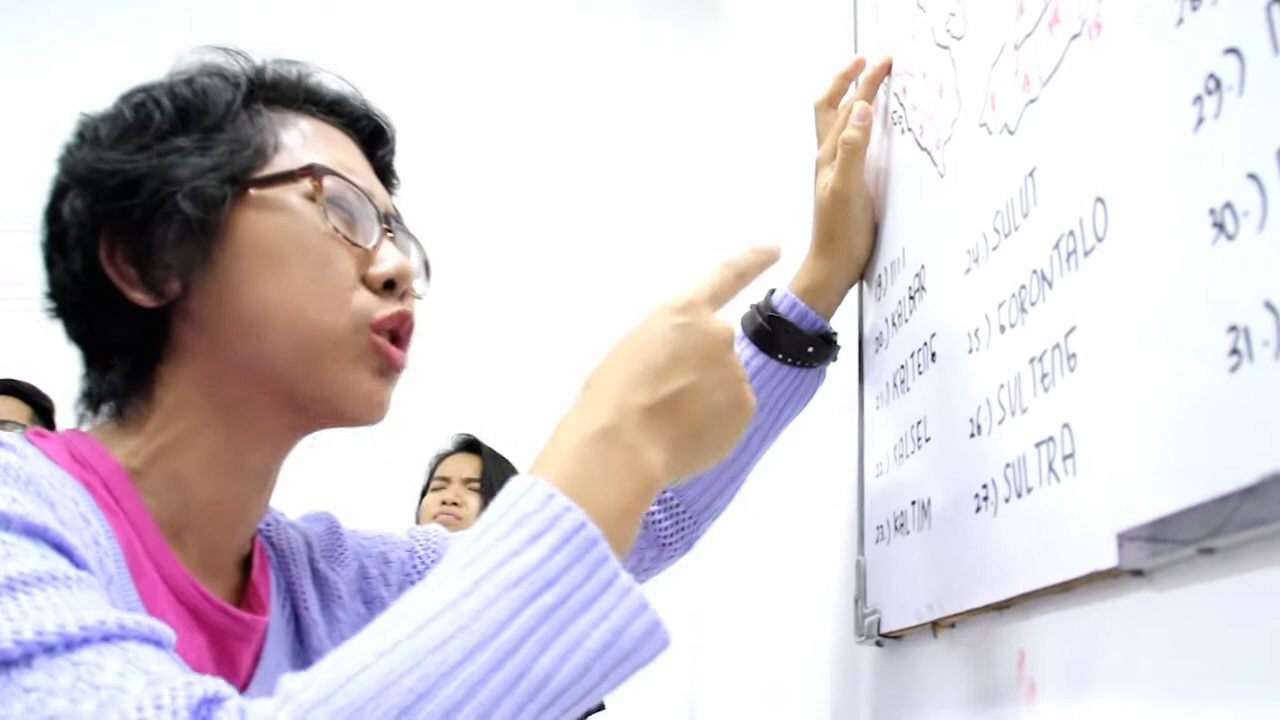 20.) KALBAR
21.) KALTENG
22.) KALSEL
23.) KALTIM
24.) SULUT
25.) GORONTALO
26.) SULTENG
27.) SULTRA
29.)
30.)
31.)